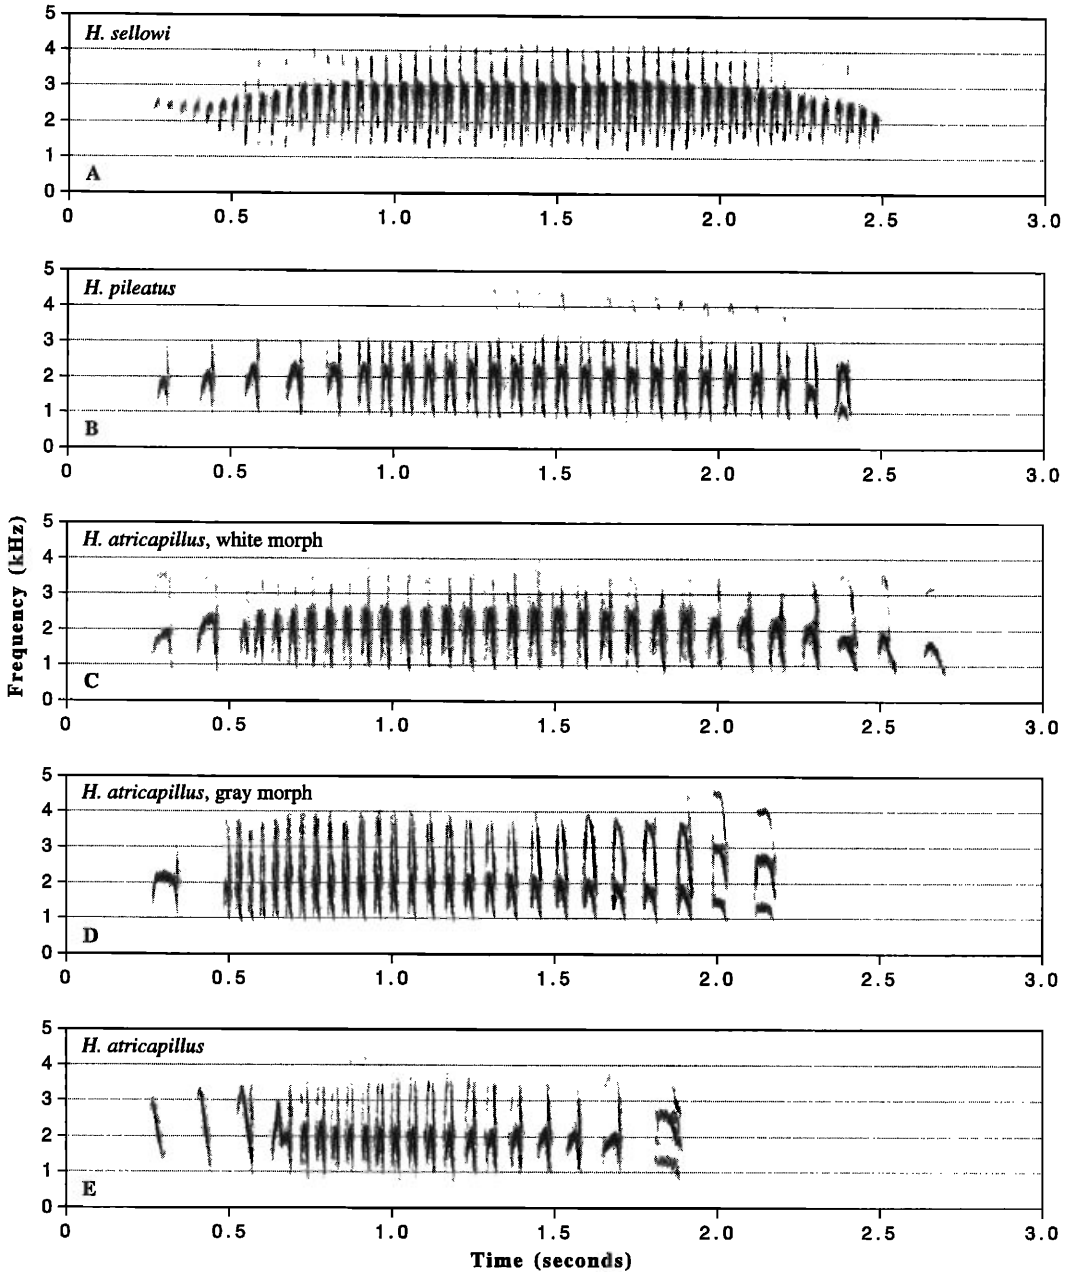 5
H. sellowi
4
3
2
1
A
0
0 0.5 1.0 1.5 2.0 2.5 3.0
5
H. pileatus
4
3
2
1
B
0
0 0.5 1.0 1.5 2.0 2.5 3.0
Frequency (kHz)
5
H. atricapillus, white morph
4
3
2
1
C
0
0 0.5 1.0 1.5 2.0 2.5 3.0
5
H. atricapillus, gray morph
4
3
2
1
D
0
0 0.5 1.0 1.5 2.0 2.5 3.0
5
H. atricapillus
4
3
2
1
E
0
0 0.5 1.0 1.5 2.0 2.5 3.0
Time (seconds)